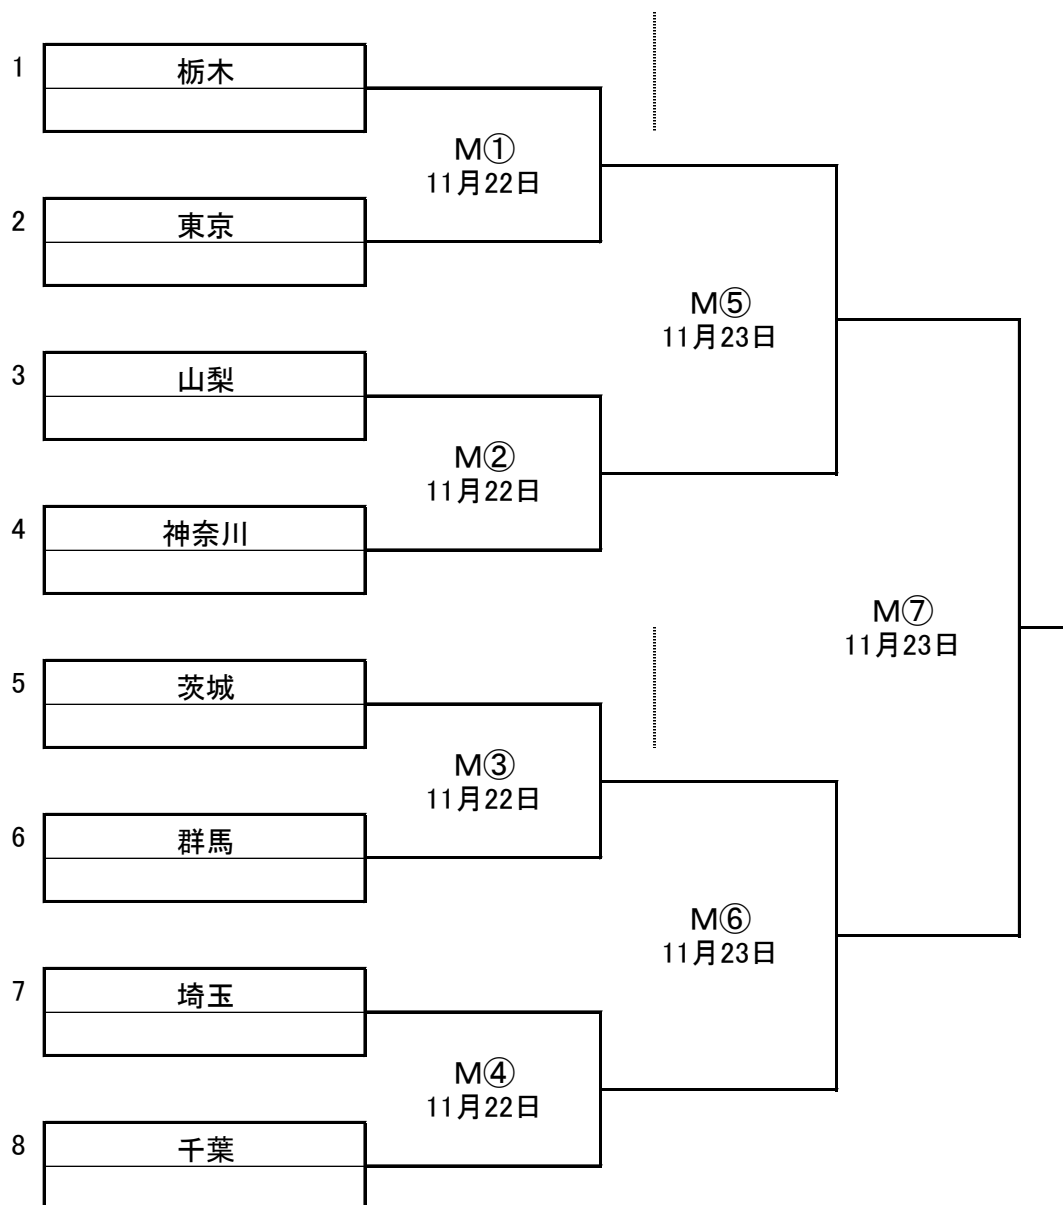 1 栃木
M①
11月22日
2 東京
M⑤
11月23日
3 山梨
M②
11月22日
4 神奈川
M⑦
11月23日
5 茨城
M③
11月22日
6 群馬
M⑥
11月23日
7 埼玉
M④
11月22日
8 千葉